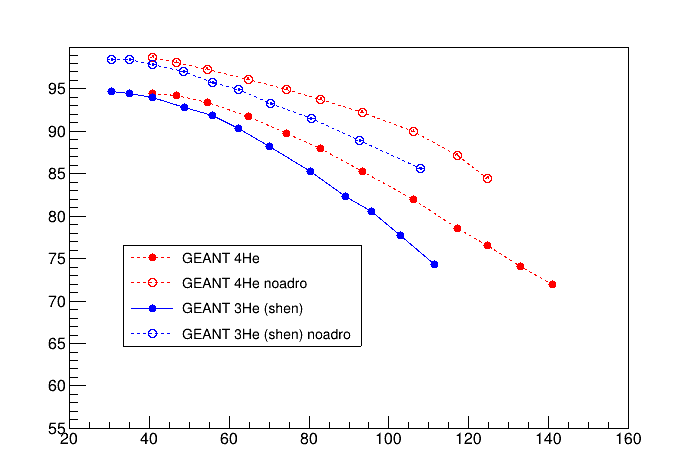 95
90
85
80
75
70
65
60
55
20 40 60 80 100 120 140 160
GEANT 4He
GEANT 4He noadro
GEANT 3He (shen)
GEANT 3He (shen) noadro